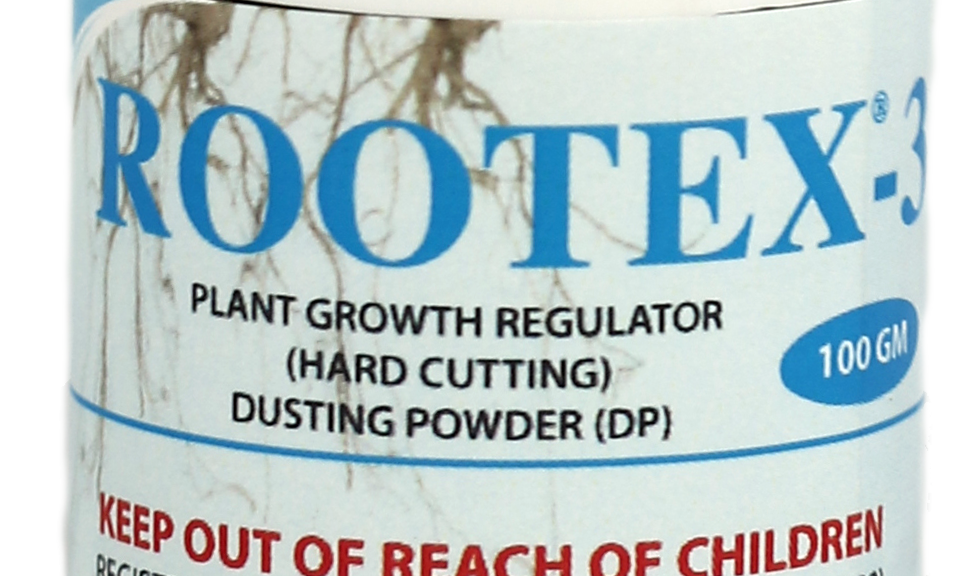 ROOTEX®-3
PLANT GROWTH REGULATOR
(HARD CUTTING)
DUSTING POWDER (DP)
100 GM
KEEP OUT OF REACH OF CHILDREN